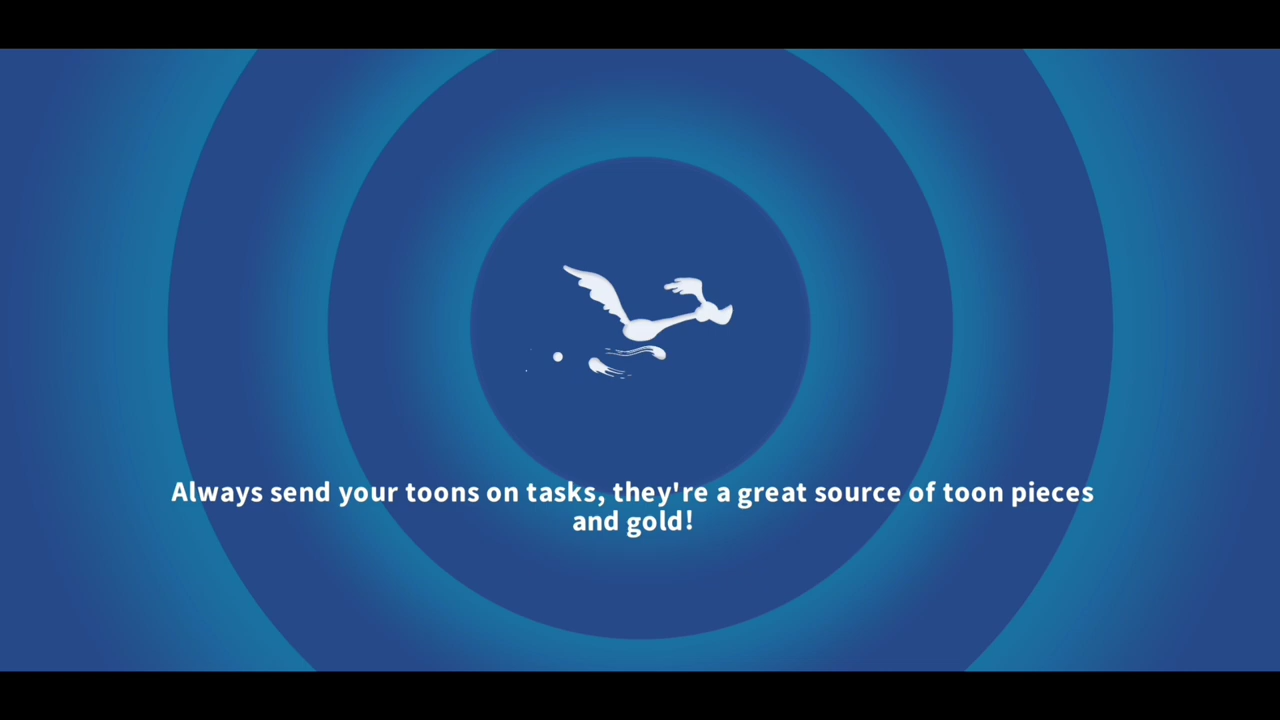 Always send your toons on tasks, they're a great source of toon pieces
and gold!